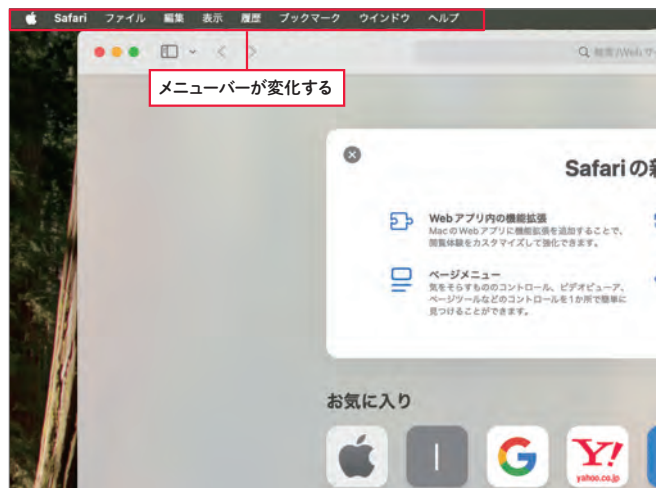 Safari ファイル 編集 表示 履歴 ブックマーク ウインドウ ヘルプ
メニューバーが変化する
Safariの新
Webアプリ内の機能拡張
MacのWebアプリに機能拡張を追加することで、
閲覧体験をカスタマイズして強化できます。
ページメニュー
気をそらすもののコントロール、ビデオビューア、
ページツールなどのコントロールを1か所で簡単に
見つけることができます。
お気に入り
I
G
Y!
yahoo.co.jp